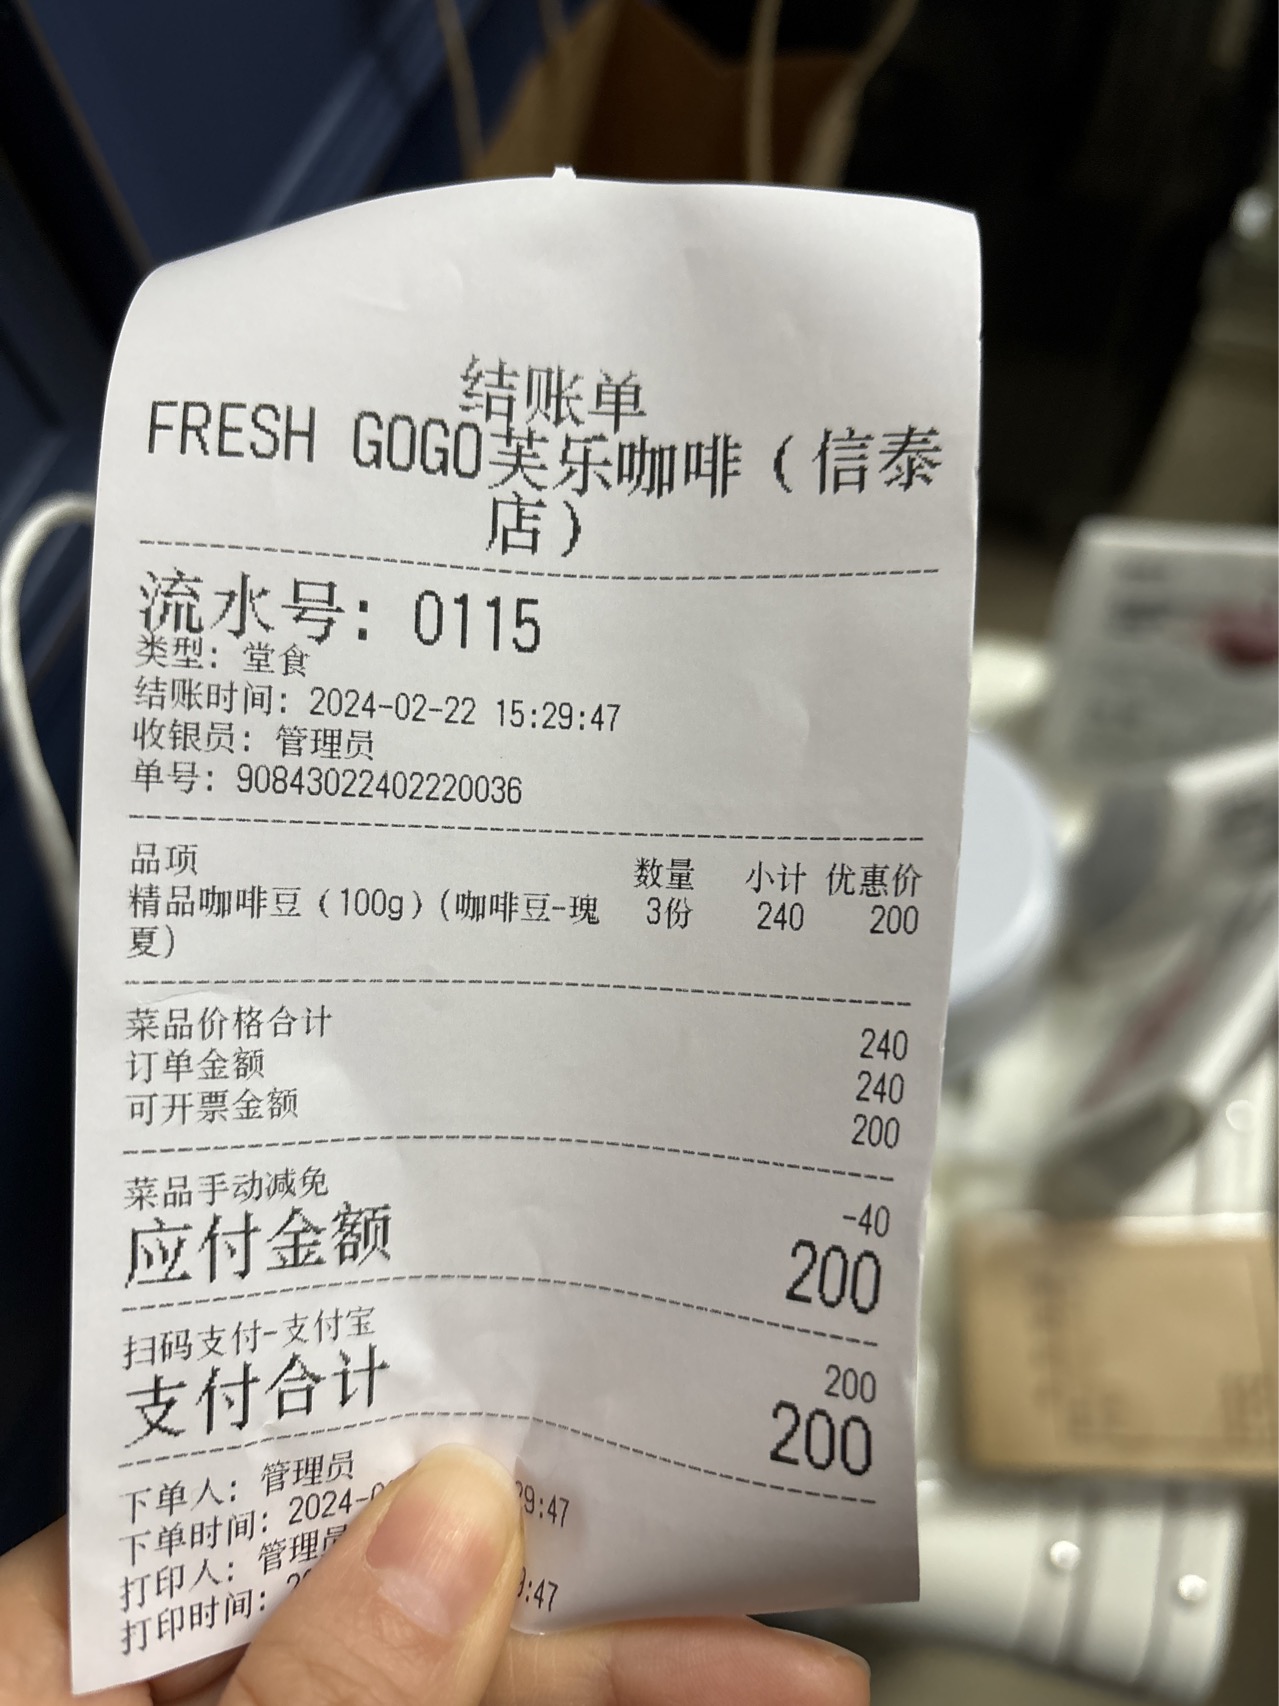 结账单
FRESH GOGO芙乐咖啡（信泰
店）
流水号: 0115
类型: 堂食
结账时间: 2024-02-22 15:29:47
收银员: 管理员
单号: 90843022402220036
品项 数量 小计 优惠价
精品咖啡豆（100g）(咖啡豆-瑰 3份 240 200
夏)
菜品价格合计 240
订单金额 240
可开票金额 200
菜品手动减免 -40
应付金额 200
扫码支付-支付宝 200
支付合计 200
下单人: 管理员
下单时间: 2024- 29:47
打印人: 管理员
打印时间: :47